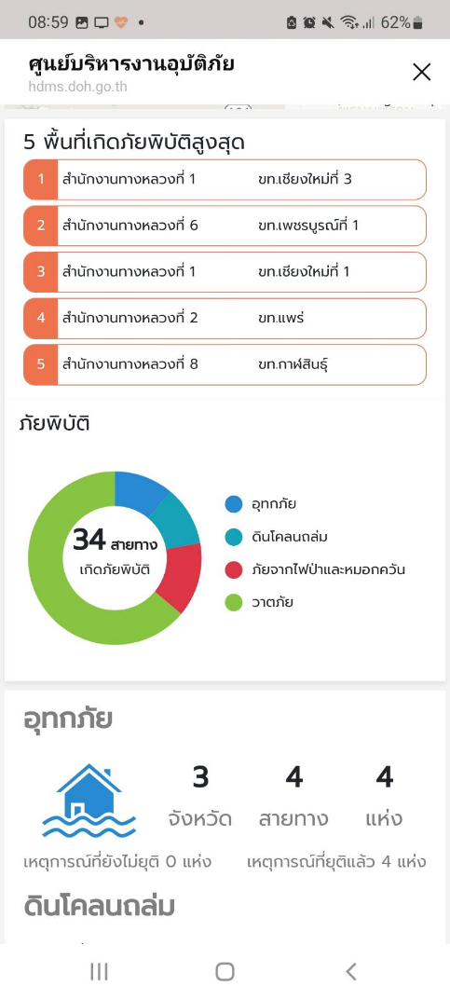 08:59 62%
ศูนย์บริหารงานอุบัติภัย
hdms.doh.go.th
5 พื้นที่เกิดภัยพิบัติสูงสุด
1 สำนักงานทางหลวงที่ 1 ขท.เชียงใหม่ที่ 3
2 สำนักงานทางหลวงที่ 6 ขท.เพชรบูรณ์ที่ 1
3 สำนักงานทางหลวงที่ 1 ขท.เชียงใหม่ที่ 1
4 สำนักงานทางหลวงที่ 2 ขท.แพร่
5 สำนักงานทางหลวงที่ 8 ขท.กาฬสินธุ์
ภัยพิบัติ
34 สายทาง
เกิดภัยพิบัติ
อุทกภัย
ดินโคลนถล่ม
ภัยจากไฟป่าและหมอกควัน
วาตภัย
อุทกภัย
3 4 4
จังหวัด สายทาง แห่ง
เหตุการณ์ที่ยังไม่ยุติ 0 แห่ง เหตุการณ์ที่ยุติแล้ว 4 แห่ง
ดินโคลนถล่ม